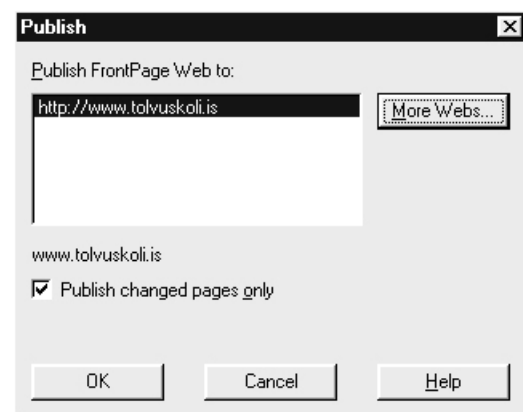 Publish
Publish FrontPage Web to:
http://www.tolvuskoli.is
More Webs...
www.tolvuskoli.is
Publish changed pages only
OK
Cancel
Help